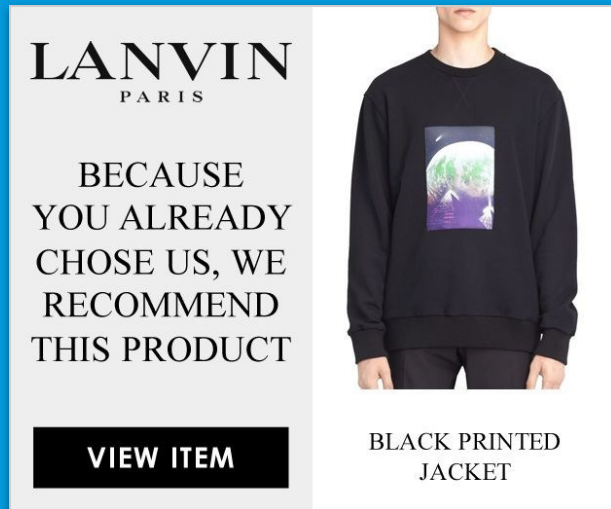 LANVIN
PARIS
BECAUSE
YOU ALREADY
CHOSE US, WE
RECOMMEND
THIS PRODUCT
VIEW ITEM
BLACK PRINTED
JACKET